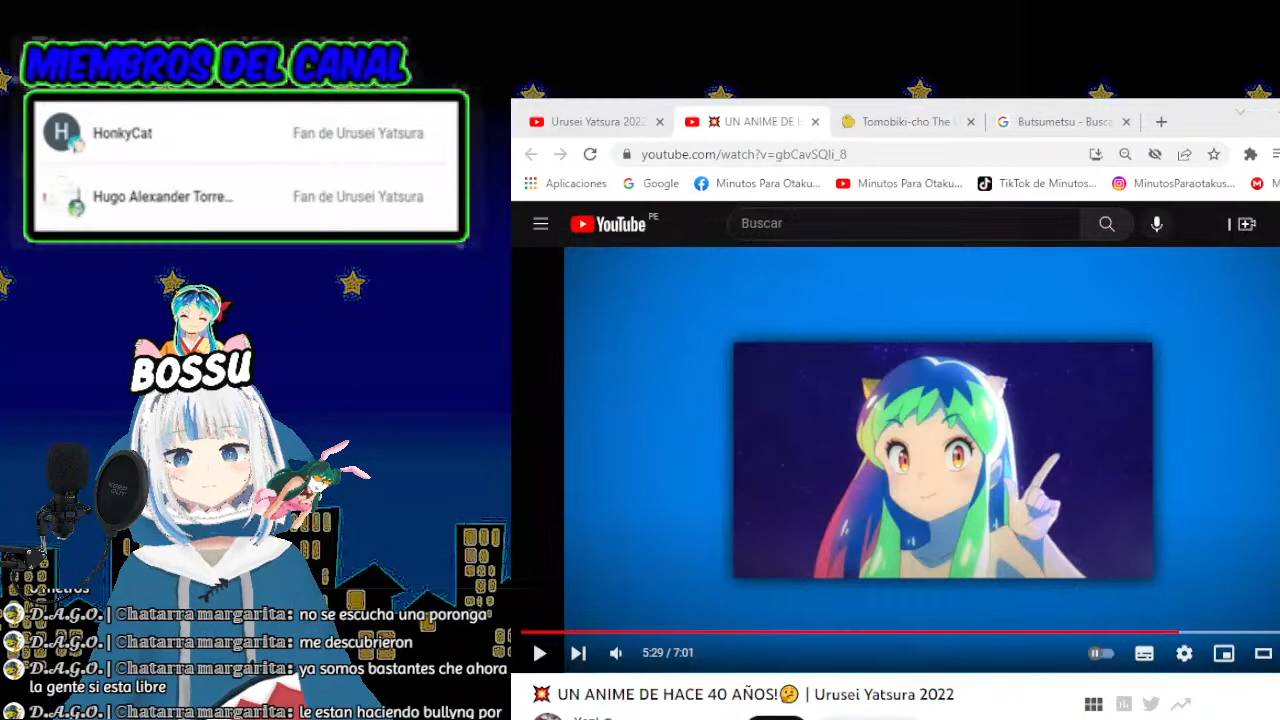 MIEMBROS DEL CANAL
H HonkyCat Fan de Urusei Yatsura
Hugo Alexander Torre... Fan de Urusei Yatsura
BOSSU
KEEP OUT
D.A.G.O. | Chatarra margarita: no se escucha una poronga
D.A.G.O. | Chatarra margarita: me descubrieron
D.A.G.O. | Chatarra margarita: ya somos bastantes che ahora
la gente si esta libre
D.A.G.O. | Chatarra margarita: le estan haciendo bullyng por
Urusei Yatsura 2022 UN ANIME DE H Tomobiki-cho The Butsumetsu - Busca
youtube.com/watch?v=gbCavSQli_8
Aplicaciones Google Minutos Para Otaku... Minutos Para Otaku... TikTok de Minutos... MinutosParaotakus... M
YouTube PE Buscar
5:29 / 7:01
💥 UN ANIME DE HACE 40 AÑOS!🤔 | Urusei Yatsura 2022